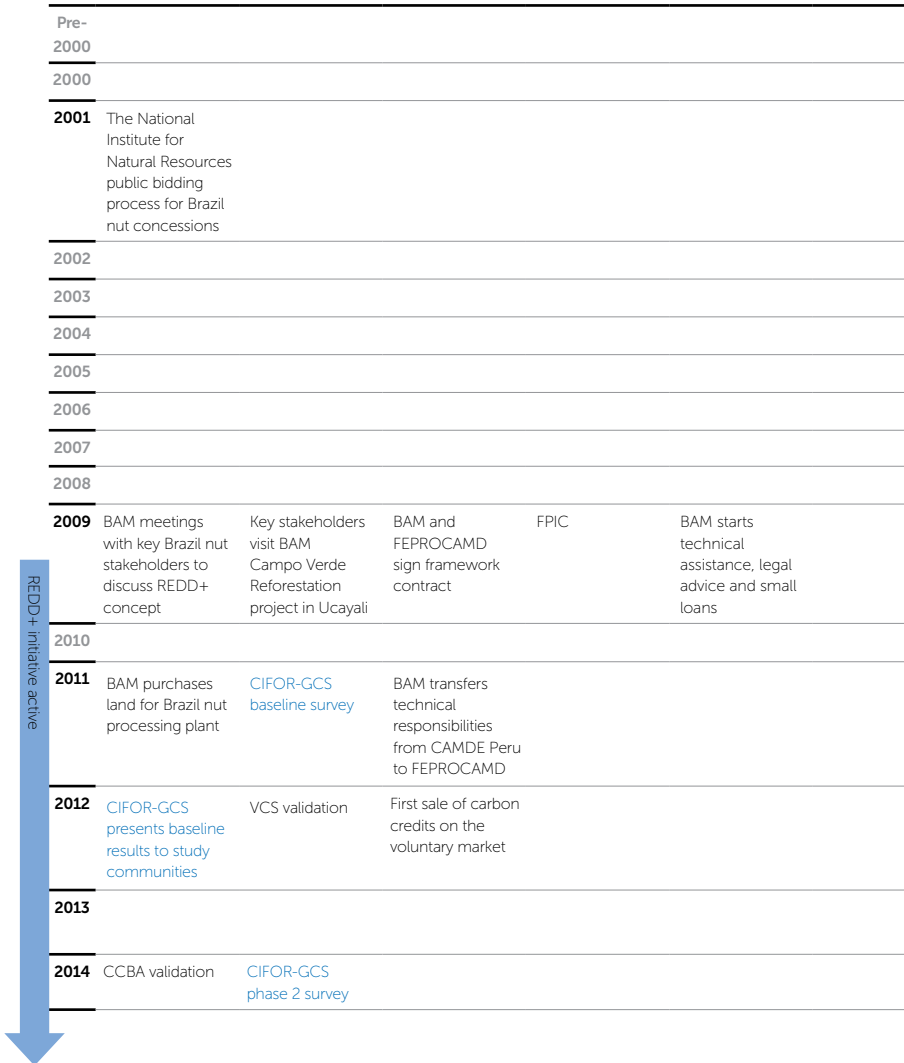 Pre-
2000
2000
2001
The National
Institute for
Natural Resources
public bidding
process for Brazil
nut concessions
2002
2003
2004
2005
2006
2007
2008
2009
BAM meetings
with key Brazil nut
stakeholders to
discuss REDD+
concept
Key stakeholders
visit BAM
Campo Verde
Reforestation
project in Ucayali
BAM and
FEPROCAMD
sign framework
contract
FPIC
BAM starts
technical
assistance, legal
advice and small
loans
REDD+ initiative active
2010
2011
BAM purchases
land for Brazil nut
processing plant
CIFOR-GCS
baseline survey
BAM transfers
technical
responsibilities
from CAMDE Peru
to FEPROCAMD
2012
CIFOR-GCS
presents baseline
results to study
communities
VCS validation
First sale of carbon
credits on the
voluntary market
2013
2014
CCBA validation
CIFOR-GCS
phase 2 survey